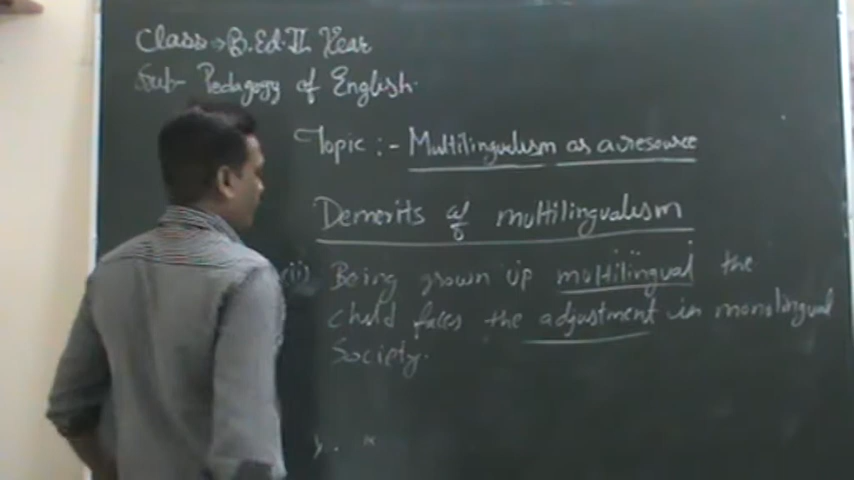 Class → B.Ed. II Year
Sub- Pedagogy of English.
Topic :- Multilingualism as a resource
Demerits of multilingualism
(ii) Being grown up multilingual the
child faces the adjustment in monolingual
Society.